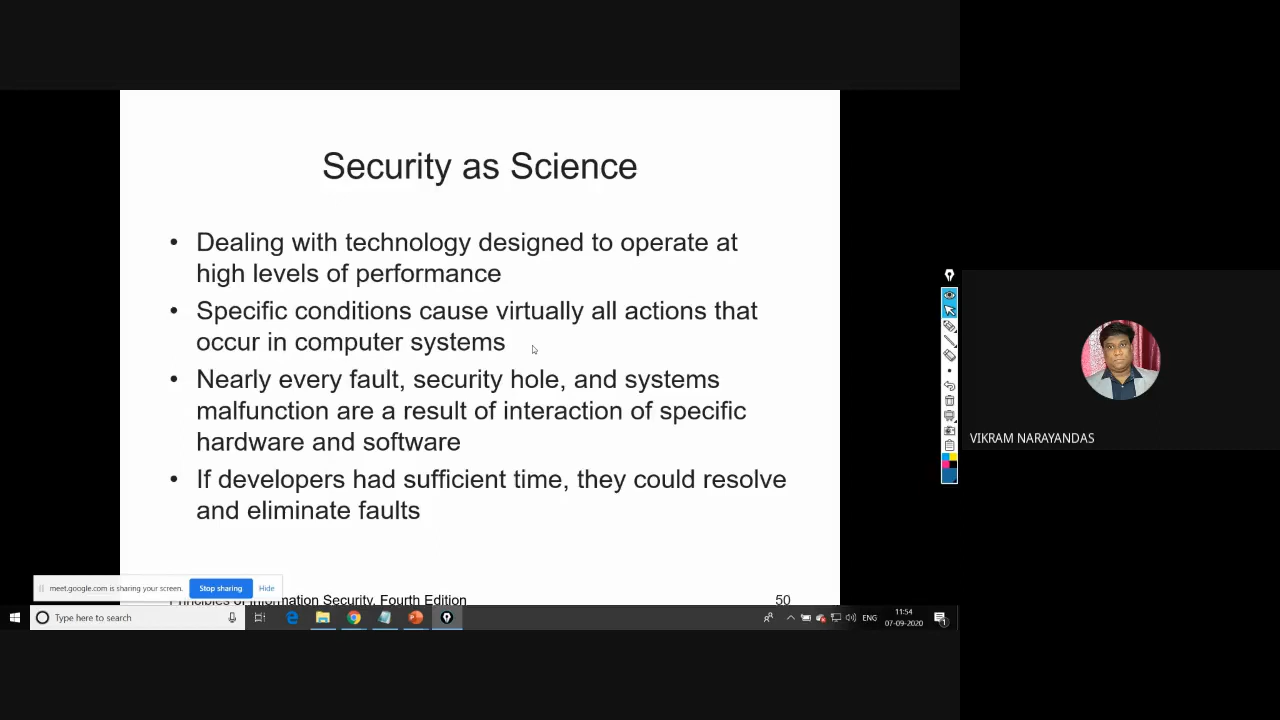 Security as Science
• Dealing with technology designed to operate at
high levels of performance
• Specific conditions cause virtually all actions that
occur in computer systems
• Nearly every fault, security hole, and systems
malfunction are a result of interaction of specific
hardware and software
• If developers had sufficient time, they could resolve
and eliminate faults
VIKRAM NARAYANDAS
meet.google.com is sharing your screen.
Stop sharing
Hide
Principles of Information Security, Fourth Edition
50
Type here to search
ENG
11:54
07-09-2020
1